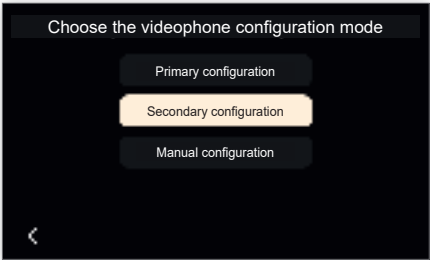 Choose the videophone configuration mode
Primary configuration
Secondary configuration
Manual configuration